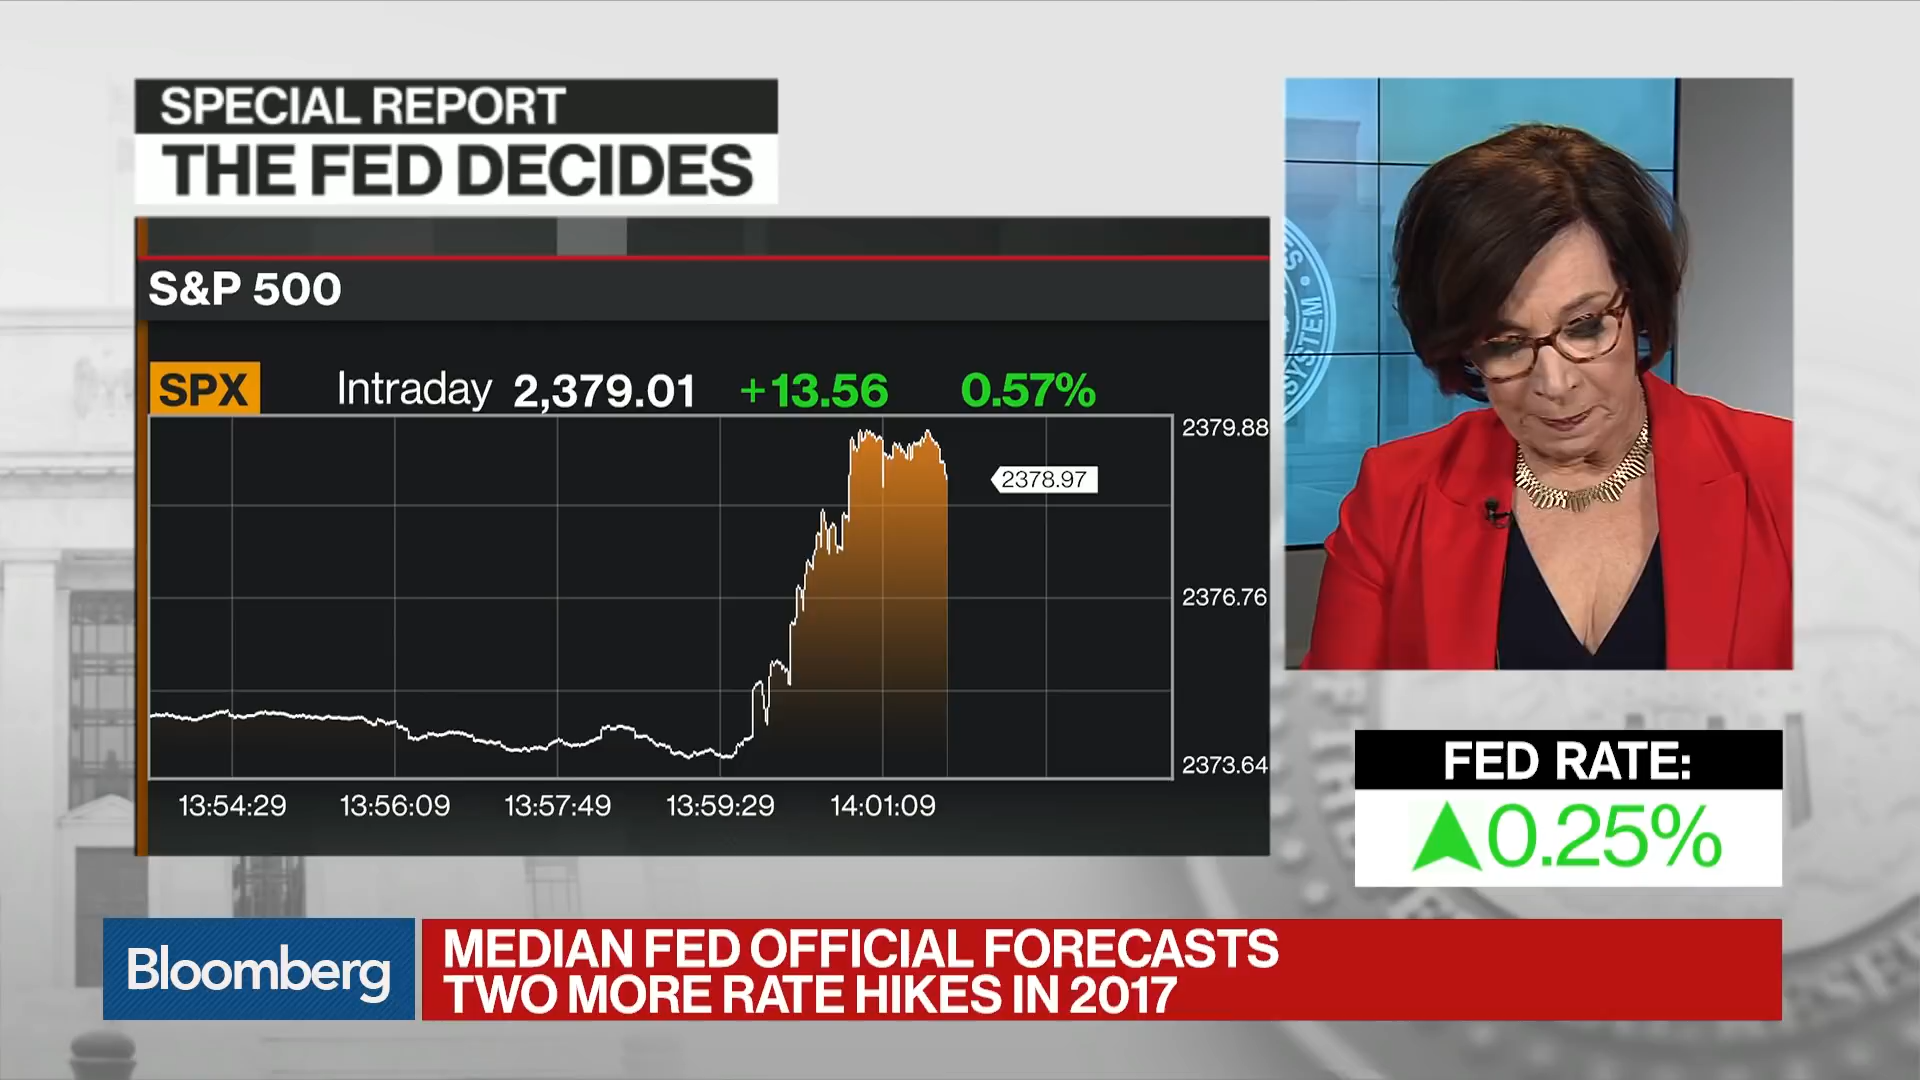 SPECIAL REPORT
THE FED DECIDES
S&P 500
SPX Intraday 2,379.01 +13.56 0.57%
2379.88
2378.97
2376.76
2373.64
13:54:29 13:56:09 13:57:49 13:59:29 14:01:09
SYSTEM
FED RATE:
▲0.25%
Bloomberg
MEDIAN FED OFFICIAL FORECASTS
TWO MORE RATE HIKES IN 2017